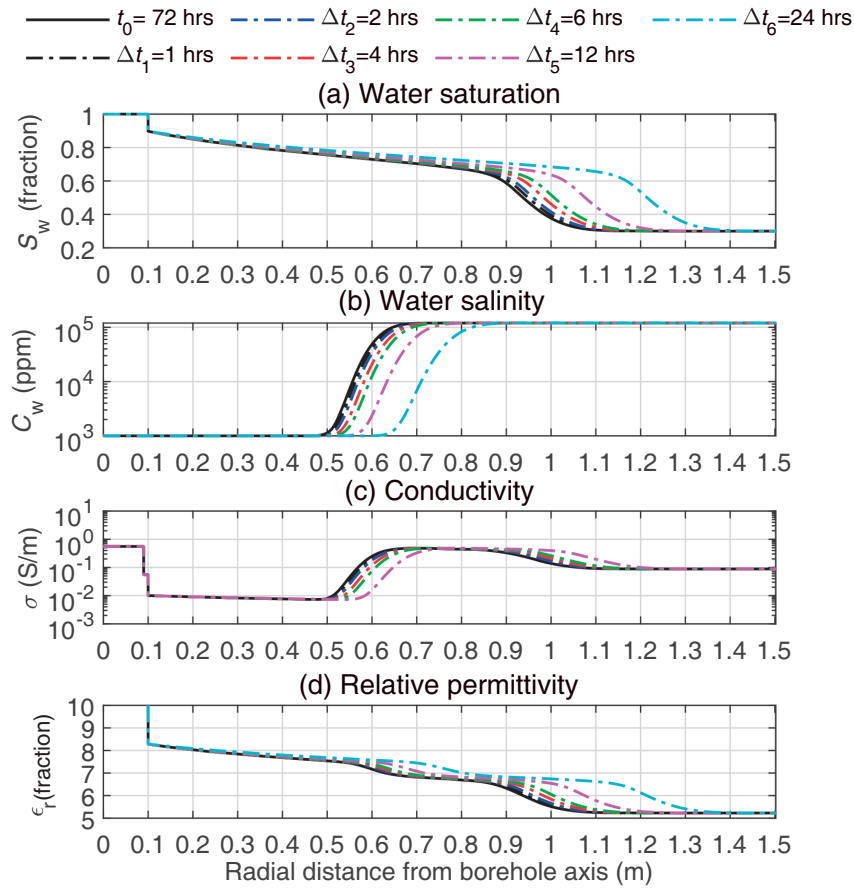 t0= 72 hrs Δt2=2 hrs Δt4=6 hrs Δt6=24 hrs
Δt1=1 hrs Δt3=4 hrs Δt5=12 hrs
(a) Water saturation
Sw (fraction)
1
0.8
0.6
0.4
0.2
0 0.1 0.2 0.3 0.4 0.5 0.6 0.7 0.8 0.9 1 1.1 1.2 1.3 1.4 1.5
(b) Water salinity
Cw (ppm)
10^5
10^4
10^3
0 0.1 0.2 0.3 0.4 0.5 0.6 0.7 0.8 0.9 1 1.1 1.2 1.3 1.4 1.5
(c) Conductivity
σ (S/m)
10^1
10^0
10^-1
10^-2
10^-3
0 0.1 0.2 0.3 0.4 0.5 0.6 0.7 0.8 0.9 1 1.1 1.2 1.3 1.4 1.5
(d) Relative permittivity
ϵr(fraction)
10
9
8
7
6
5
0 0.1 0.2 0.3 0.4 0.5 0.6 0.7 0.8 0.9 1 1.1 1.2 1.3 1.4 1.5
Radial distance from borehole axis (m)